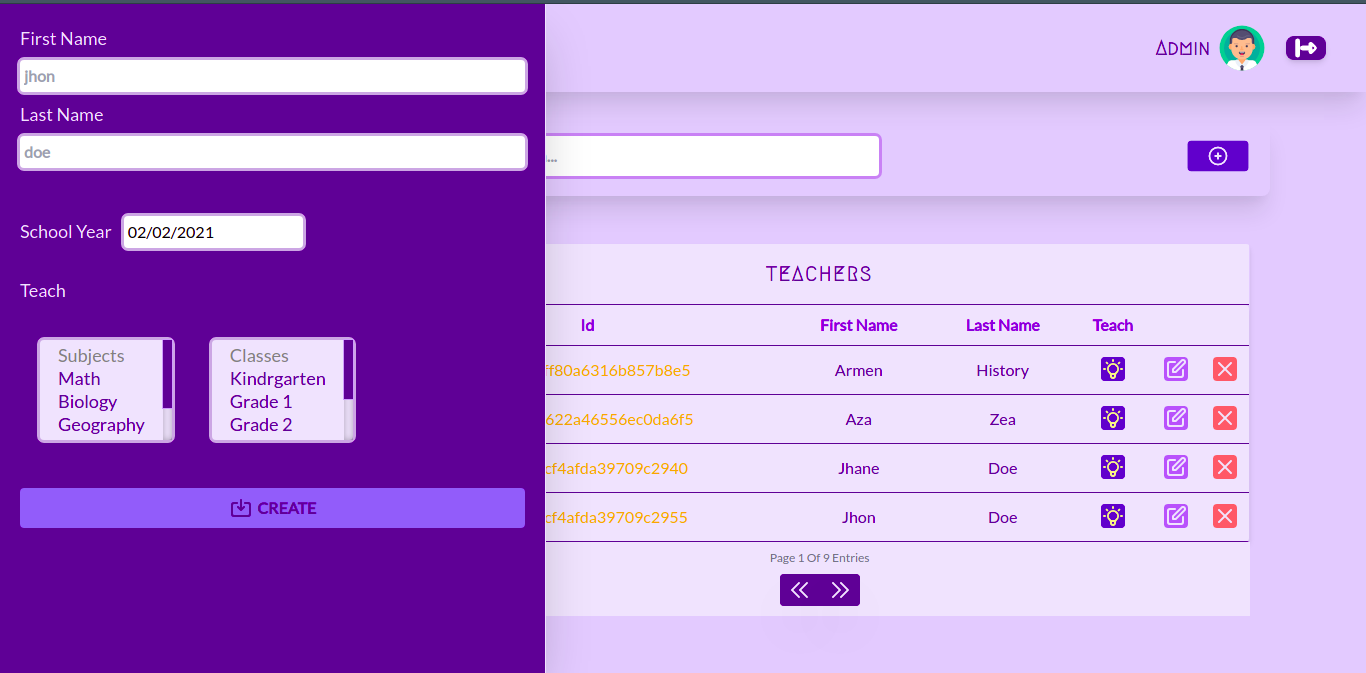 First Name
jhon
Last Name
doe
School Year 02/02/2021
Teach
Subjects
Math
Biology
Geography
Classes
Kindrgarten
Grade 1
Grade 2
CREATE
ADMIN
...
TEACHERS
Id First Name Last Name Teach
ff80a6316b857b8e5 Armen History
622a46556ec0da6f5 Aza Zea
cf4afda39709c2940 Jhane Doe
cf4afda39709c2955 Jhon Doe
Page 1 Of 9 Entries